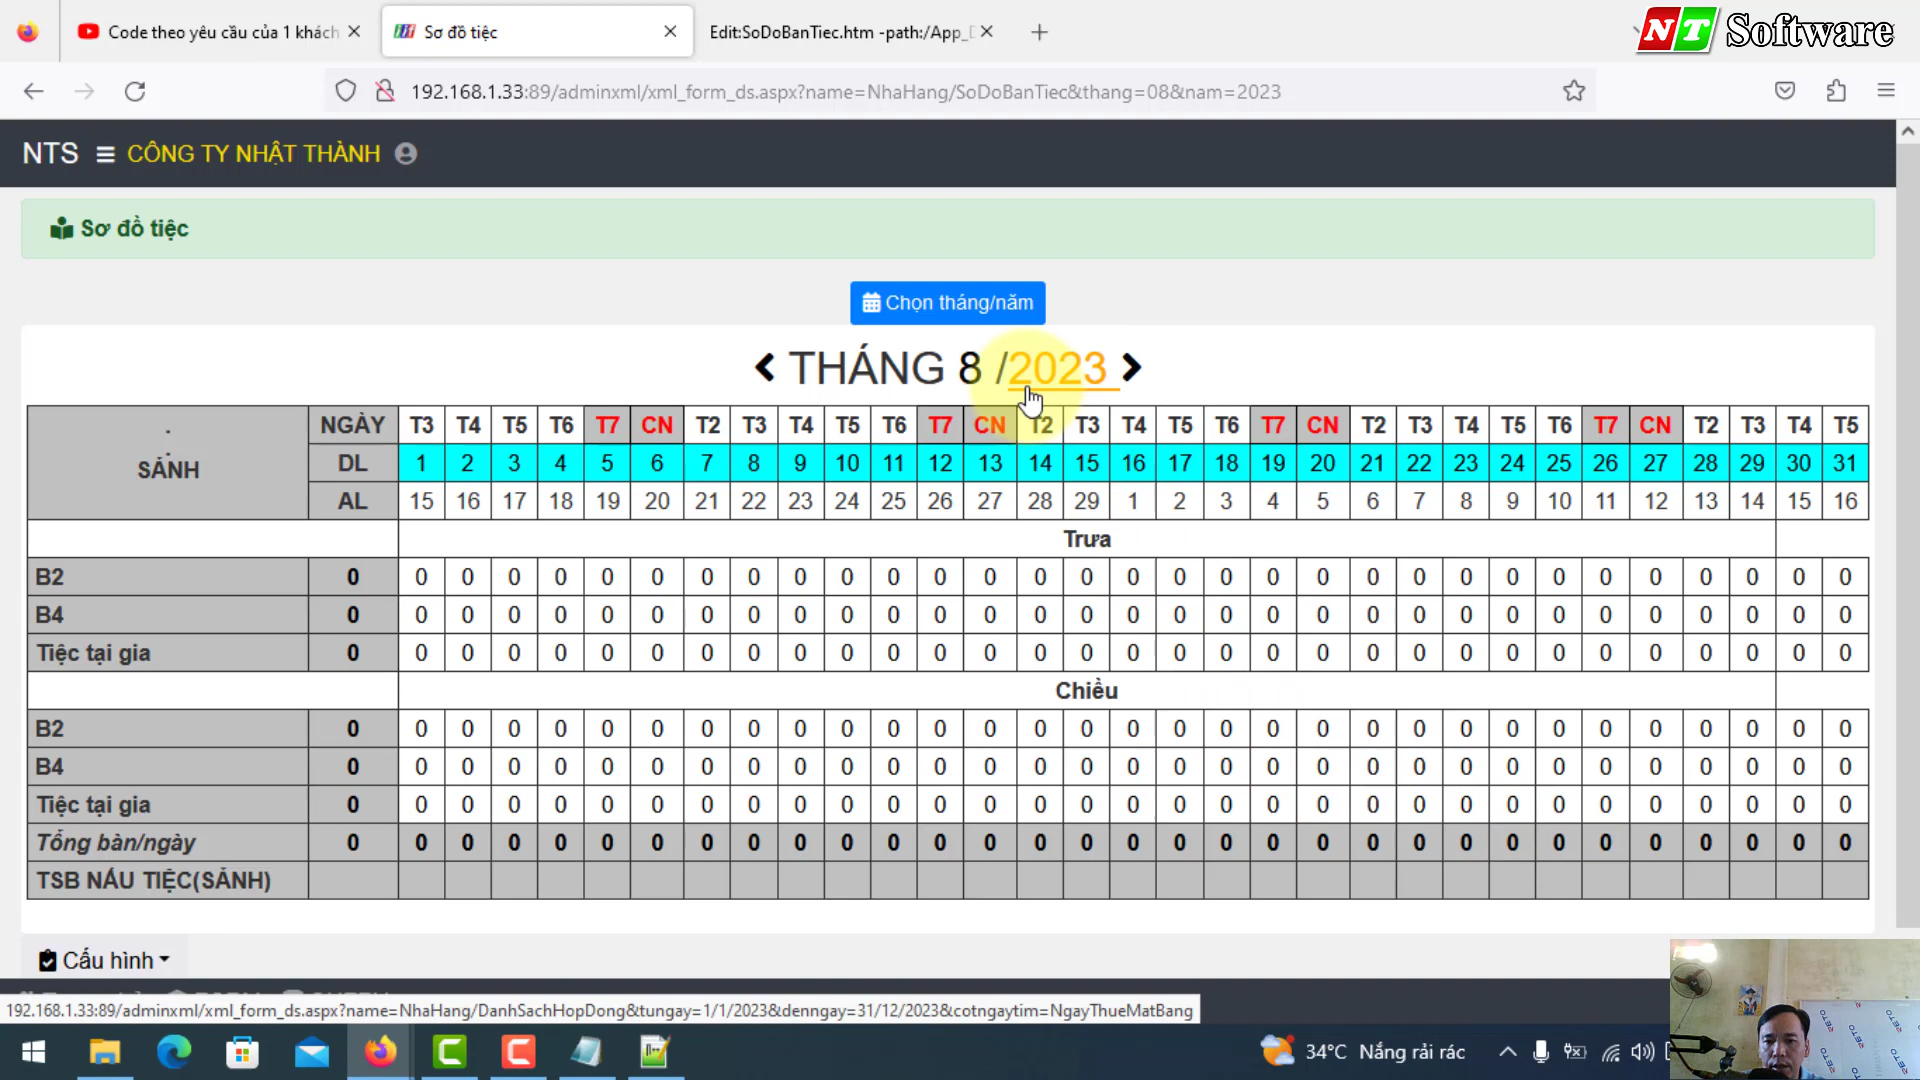 Code theo yêu cầu của 1 khách
Sơ đồ tiệc
Edit:SoDoBanTiec.htm -path:/App_D
NT Software
192.168.1.33:89/adminxml/xml_form_ds.aspx?name=NhaHang/SoDoBanTiec&thang=08&nam=2023
NTS CÔNG TY NHẬT THÀNH
Sơ đồ tiệc
Chọn tháng/năm
THÁNG 8 /2023
. NGÀY T3 T4 T5 T6 T7 CN T2 T3 T4 T5 T6 T7 CN T2 T3 T4 T5 T6 T7 CN T2 T3 T4 T5 T6 T7 CN T2 T3 T4 T5
SẢNH DL 1 2 3 4 5 6 7 8 9 10 11 12 13 14 15 16 17 18 19 20 21 22 23 24 25 26 27 28 29 30 31
AL 15 16 17 18 19 20 21 22 23 24 25 26 27 28 29 1 2 3 4 5 6 7 8 9 10 11 12 13 14 15 16
Trưa
B2 0 0 0 0 0 0 0 0 0 0 0 0 0 0 0 0 0 0 0 0 0 0 0 0 0 0 0 0 0 0 0 0
B4 0 0 0 0 0 0 0 0 0 0 0 0 0 0 0 0 0 0 0 0 0 0 0 0 0 0 0 0 0 0 0 0
Tiệc tại gia 0 0 0 0 0 0 0 0 0 0 0 0 0 0 0 0 0 0 0 0 0 0 0 0 0 0 0 0 0 0 0 0
Chiều
B2 0 0 0 0 0 0 0 0 0 0 0 0 0 0 0 0 0 0 0 0 0 0 0 0 0 0 0 0 0 0 0 0
B4 0 0 0 0 0 0 0 0 0 0 0 0 0 0 0 0 0 0 0 0 0 0 0 0 0 0 0 0 0 0 0 0
Tiệc tại gia 0 0 0 0 0 0 0 0 0 0 0 0 0 0 0 0 0 0 0 0 0 0 0 0 0 0 0 0 0 0 0 0
Tổng bàn/ngày 0 0 0 0 0 0 0 0 0 0 0 0 0 0 0 0 0 0 0 0 0 0 0 0 0 0 0 0 0 0 0 0
TSB NẤU TIỆC(SẢNH)
Cấu hình
192.168.1.33:89/adminxml/xml_form_ds.aspx?name=NhaHang/DanhSachHopDong&tungay=1/1/2023&denngay=31/12/2023&cotngaytim=NgayThueMatBang
34°C Nắng rải rác